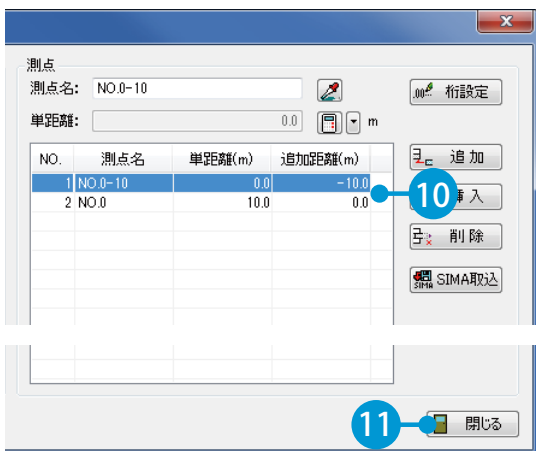 x
測点
測点名: NO.0-10
.00 桁設定
単距離: 0.0 m
NO. 測点名 単距離(m) 追加距離(m)
追 加
1 NO.0-10 0.0 -10.0
10
入
2 NO.0 10.0 0.0
削 除
SIMA SIMA取込
11 閉じる